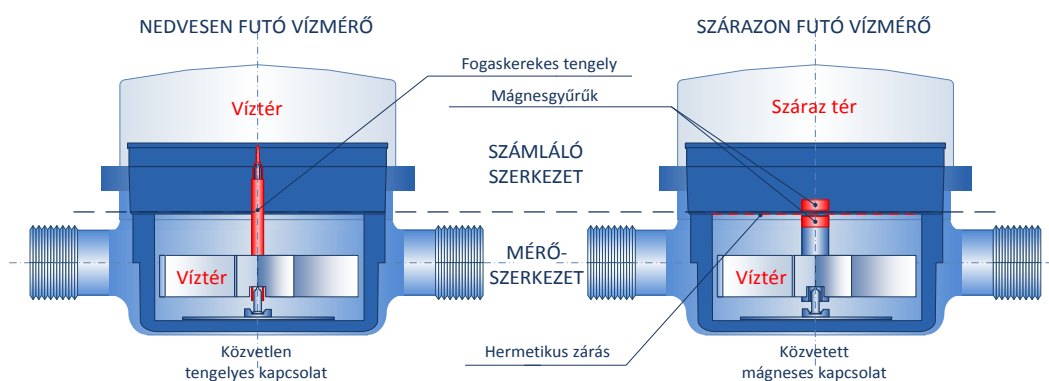 NEDVESEN FUTÓ VÍZMÉRŐ
SZÁRAZON FUTÓ VÍZMÉRŐ
Fogaskerekes tengely
Mágnesgyűrűk
Víztér
Száraz tér
SZÁMLÁLÓ
SZERKEZET
MÉRŐ-
SZERKEZET
Víztér
Víztér
Hermetikus zárás
Közvetlen
tengelyes kapcsolat
Közvetett
mágneses kapcsolat